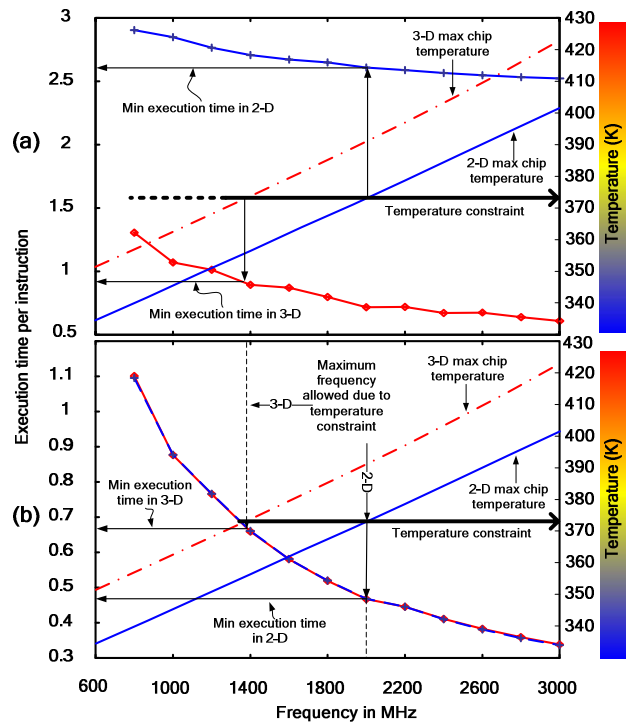 (a)
Execution time per instruction
3
2.5
2
1.5
1
0.5
3-D max chip
temperature
Min execution time in 2-D
2-D max chip
temperature
Temperature constraint
Min execution time in 3-D
430
420
410
400
390
380
370
360
350
340
Temperature (K)
(b)
1.1
1
0.9
0.8
0.7
0.6
0.5
0.4
0.3
Maximum
frequency
allowed due to
temperature
constraint
3-D
2-D
3-D max chip
temperature
Min execution
time in 3-D
2-D max chip
temperature
Temperature constraint
Min execution time
in 2-D
430
420
410
400
390
380
370
360
350
340
Temperature (K)
600
1000
1400
1800
2200
2600
3000
Frequency in MHz